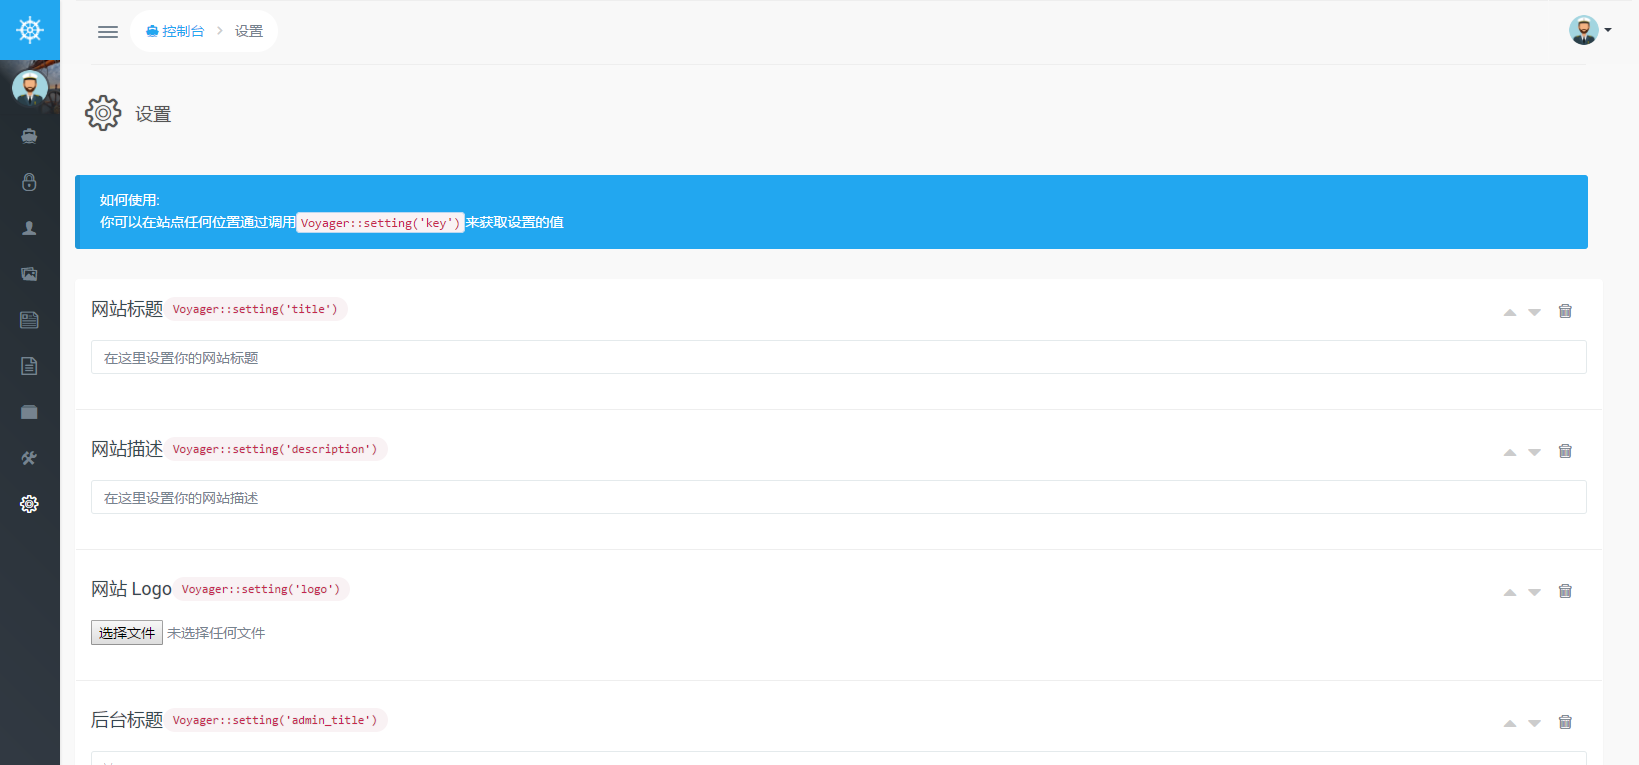 控制台 > 设置
设置
如何使用:
你可以在站点任何位置通过调用 Voyager::setting('key') 来获取设置的值
网站标题 Voyager::setting('title')
在这里设置你的网站标题
网站描述 Voyager::setting('description')
在这里设置你的网站描述
网站 Logo Voyager::setting('logo')
选择文件 未选择任何文件
后台标题 Voyager::setting('admin_title')